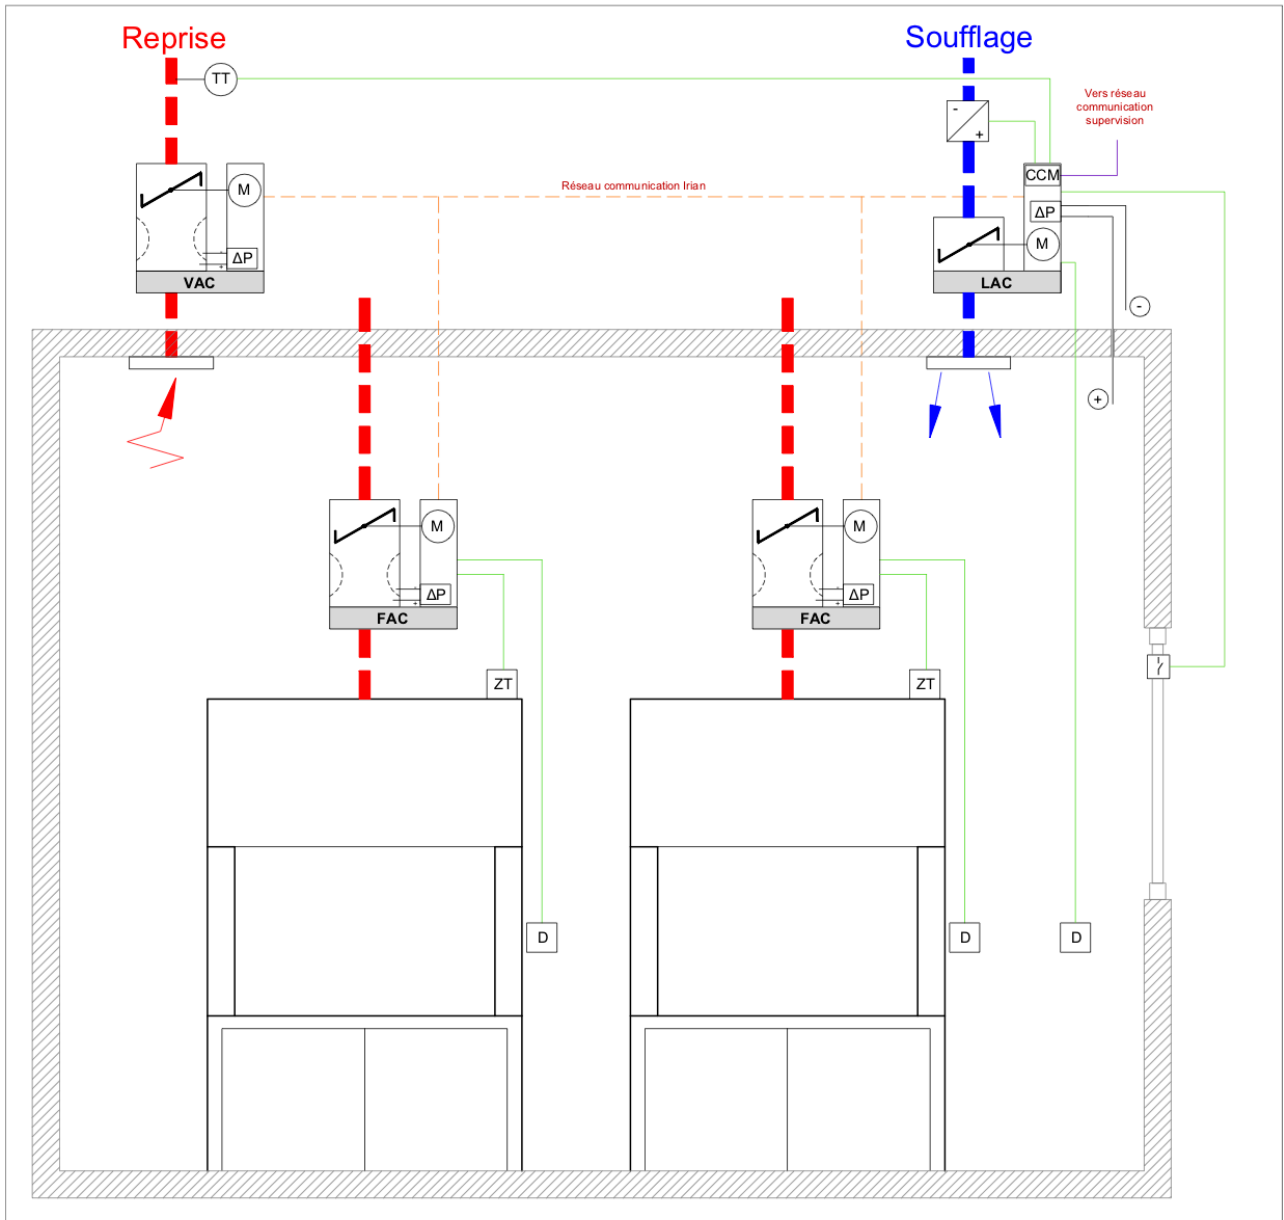 Reprise
Soufflage
TT
Vers réseau
communication
supervision
-
+
CCM
M
Réseau communication Irian
ΔP
M
-
ΔP
+
VAC
LAC
-
+
M
M
-
ΔP
+
-
ΔP
+
FAC
FAC
ZT
ZT
D
D
D